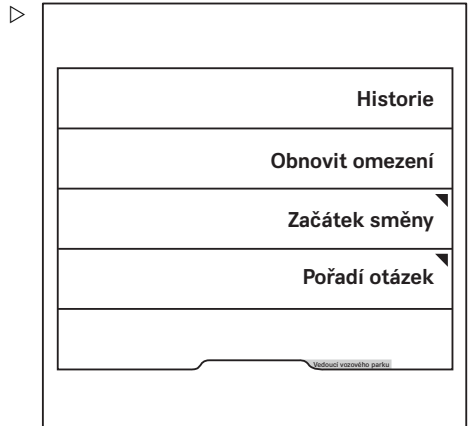 Historie
Obnovit omezení
Začátek směny
Pořadí otázek
Vedoucí vozového parku